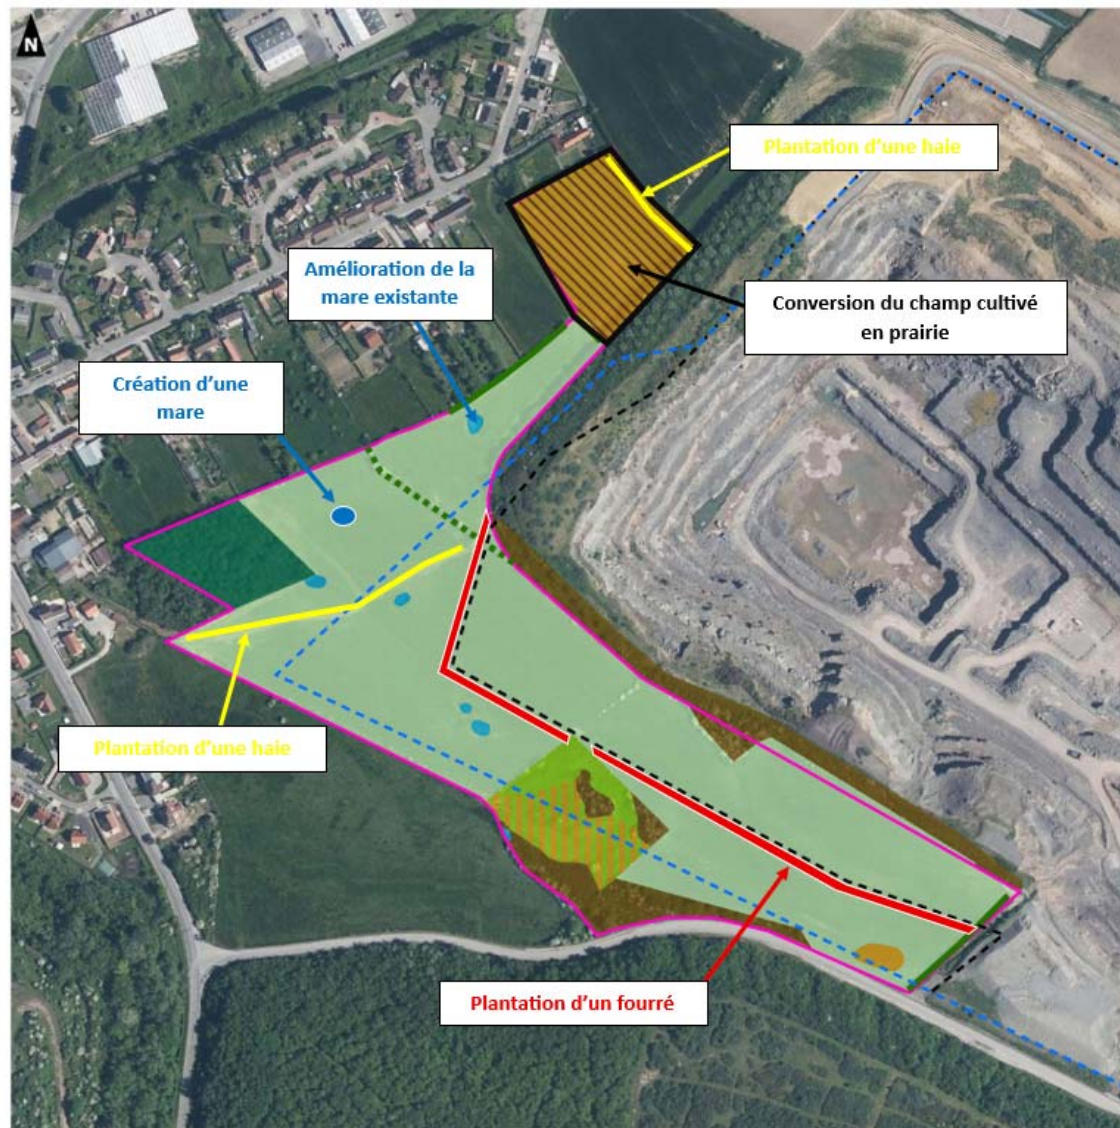 N
Plantation d’une haie
Amélioration de la
mare existante
Conversion du champ cultivé
en prairie
Création d’une
mare
Plantation d’une haie
Plantation d’un fourré